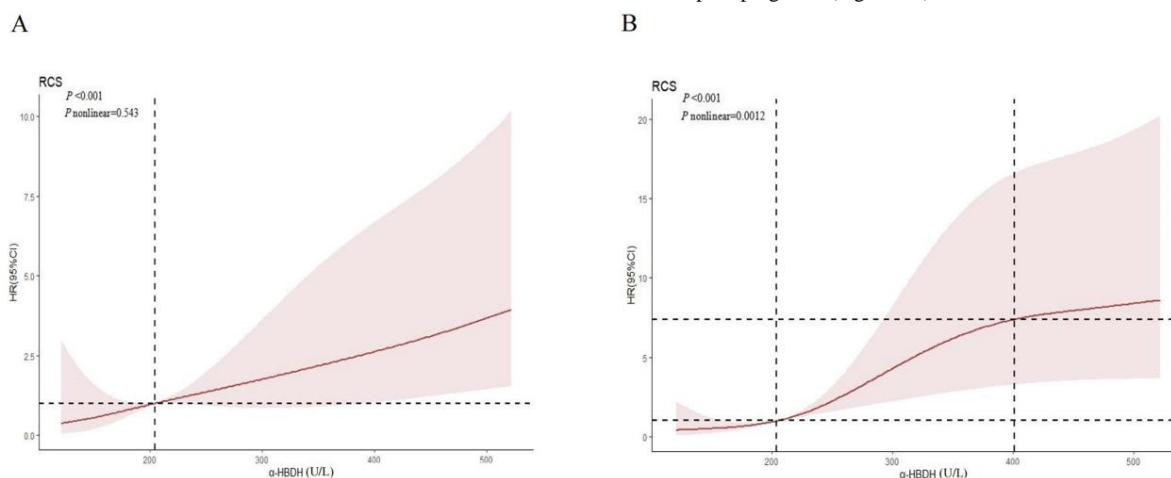 A
RCS
P <0.001
P nonlinear=0.543
10.0
7.5
5.0
2.5
0.0
HR(95%CI)
200
300
400
500
α-HBDH (U/L)
B
RCS
P <0.001
P nonlinear=0.0012
20
15
10
5
0
HR(95%CI)
200
300
400
500
α-HBDH (U/L)